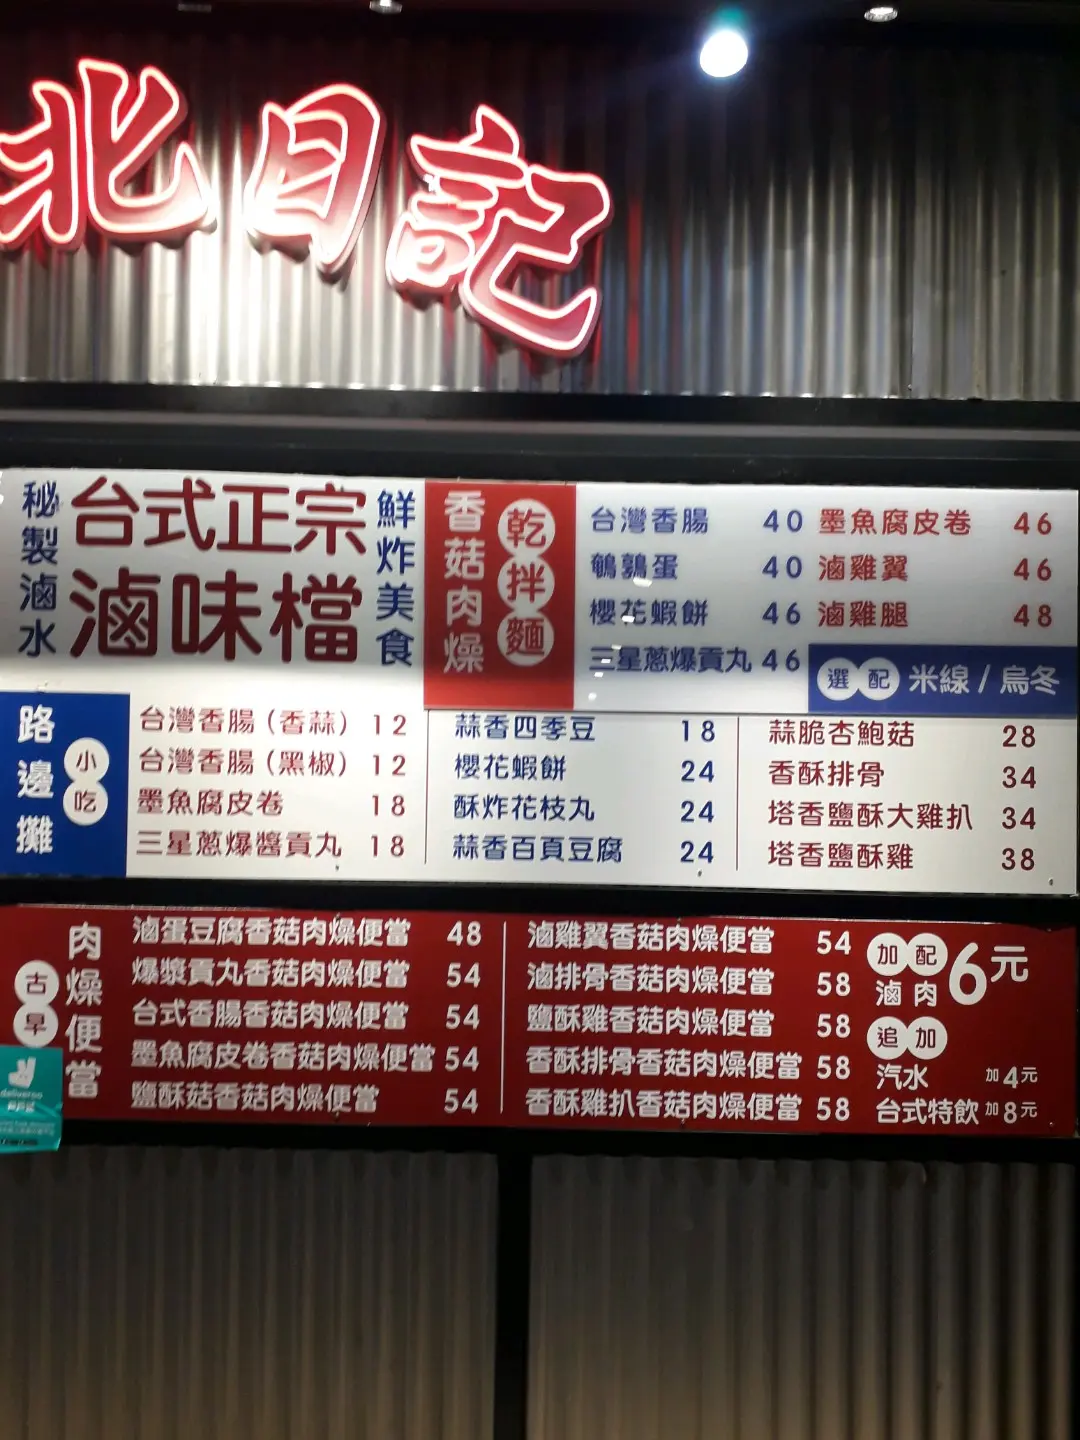 北日記
秘製滷水
台式正宗
滷味檔
鮮炸美食
香菇肉燥
乾拌麵
台灣香腸 40
鵪鶉蛋 40
櫻花蝦餅 46
三星蔥爆貢丸 46
墨魚腐皮卷 46
滷雞翼 46
滷雞腿 48
選配 米線 / 烏冬
路邊攤
小吃
台灣香腸 (香蒜) 12
台灣香腸 (黑椒) 12
墨魚腐皮卷 18
三星蔥爆醬貢丸 18
蒜香四季豆 18
櫻花蝦餅 24
酥炸花枝丸 24
蒜香百頁豆腐 24
蒜脆杏鮑菇 28
香酥排骨 34
塔香鹽酥大雞扒 34
塔香鹽酥雞 38
古早
肉燥便當
滷蛋豆腐香菇肉燥便當 48
爆漿貢丸香菇肉燥便當 54
台式香腸香菇肉燥便當 54
墨魚腐皮卷香菇肉燥便當 54
鹽酥菇香菇肉燥便當 54
滷雞翼香菇肉燥便當 54
滷排骨香菇肉燥便當 58
鹽酥雞香菇肉燥便當 58
香酥排骨香菇肉燥便當 58
香酥雞扒香菇肉燥便當 58
加配 滷肉 6元
追加
汽水 加4元
台式特飲 加8元
deliveroo